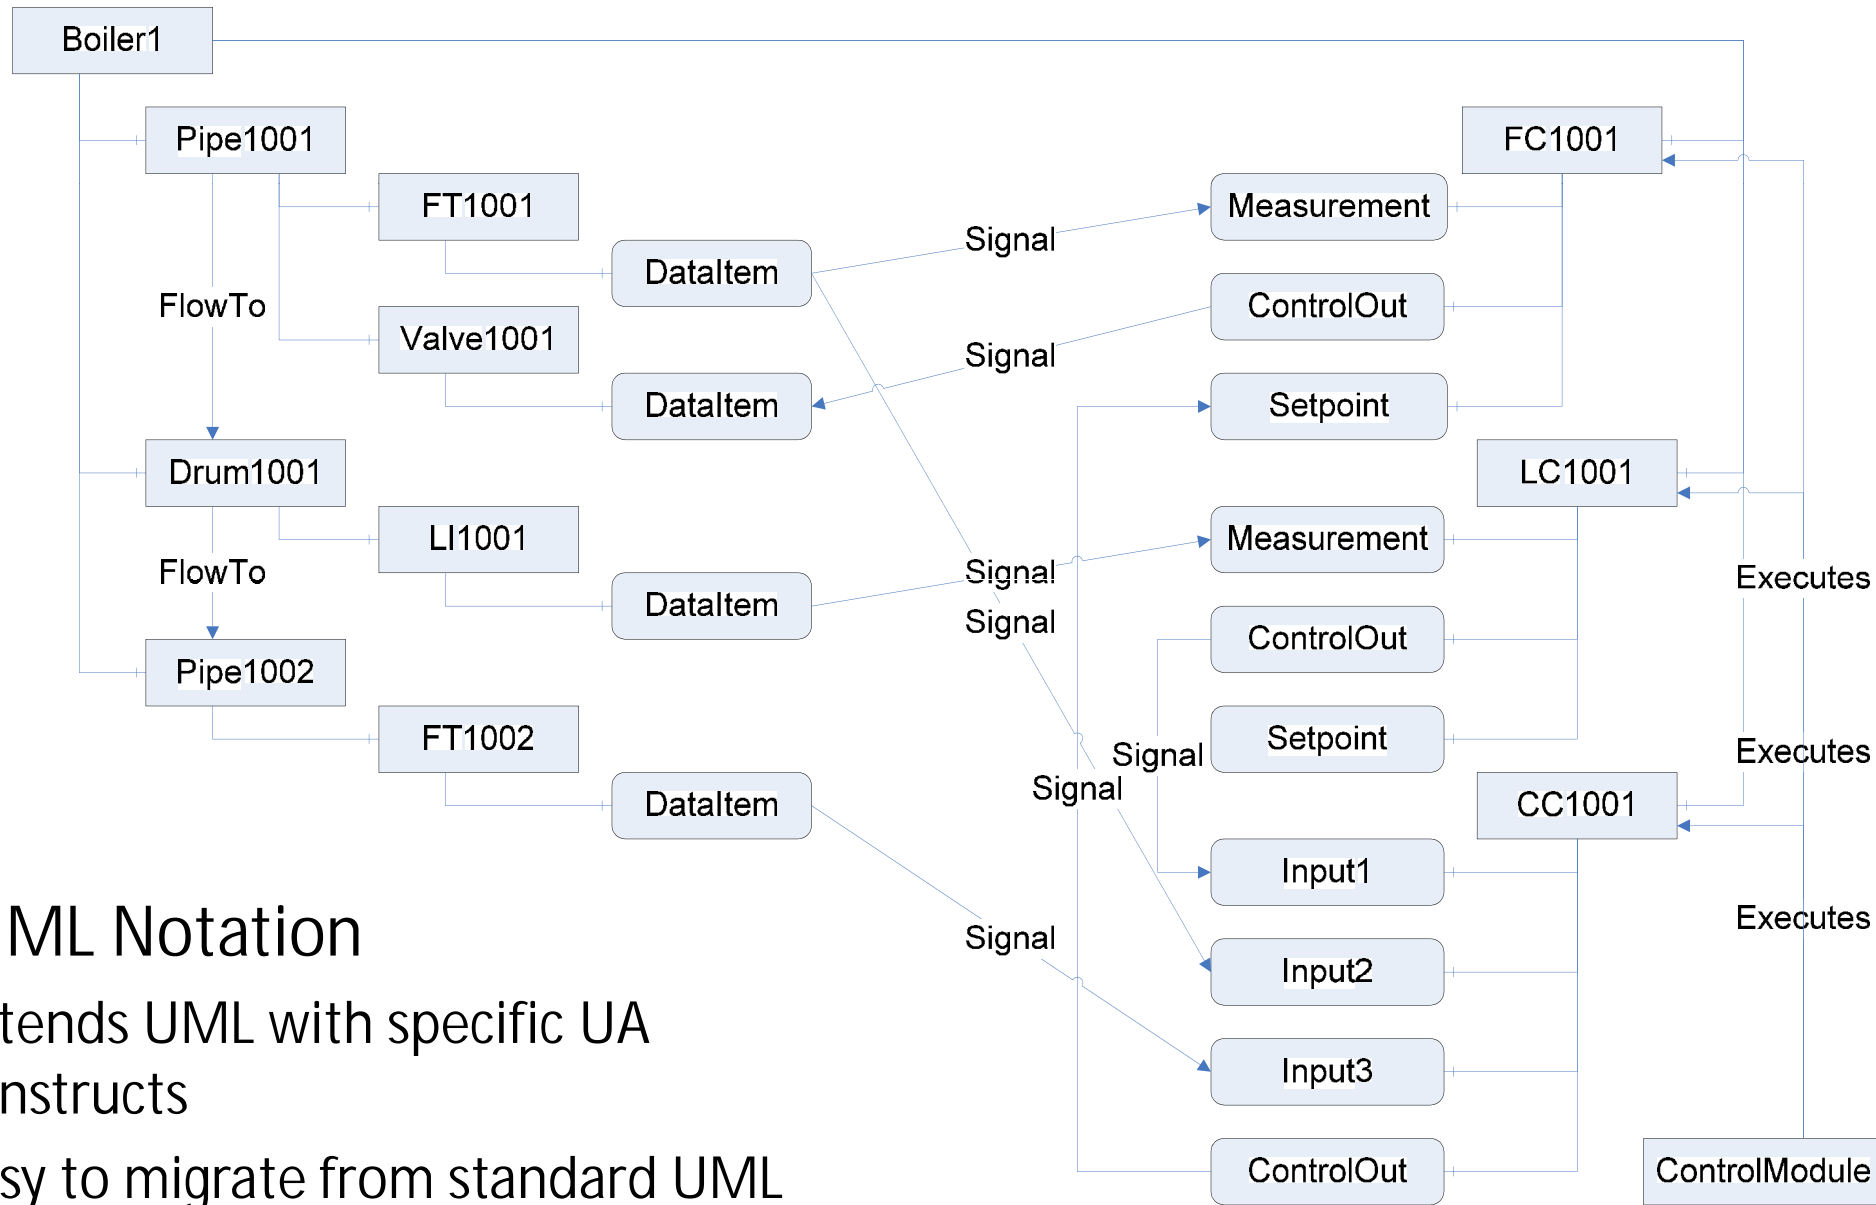 Boiler1
Pipe1001
FC1001
FT1001
Measurement
Signal
DataItem
FlowTo
ControlOut
Valve1001
Signal
DataItem
Setpoint
Drum1001
LC1001
LI1001
Measurement
FlowTo
Signal
Executes
DataItem
Signal
ControlOut
Pipe1002
FT1002
Setpoint
Signal
Executes
Signal
DataItem
CC1001
Input1
Executes
ML Notation
Signal
Input2
tends UML with specific UA
Input3
nstructs
ControlOut
ControlModule
sy to migrate from standard UML